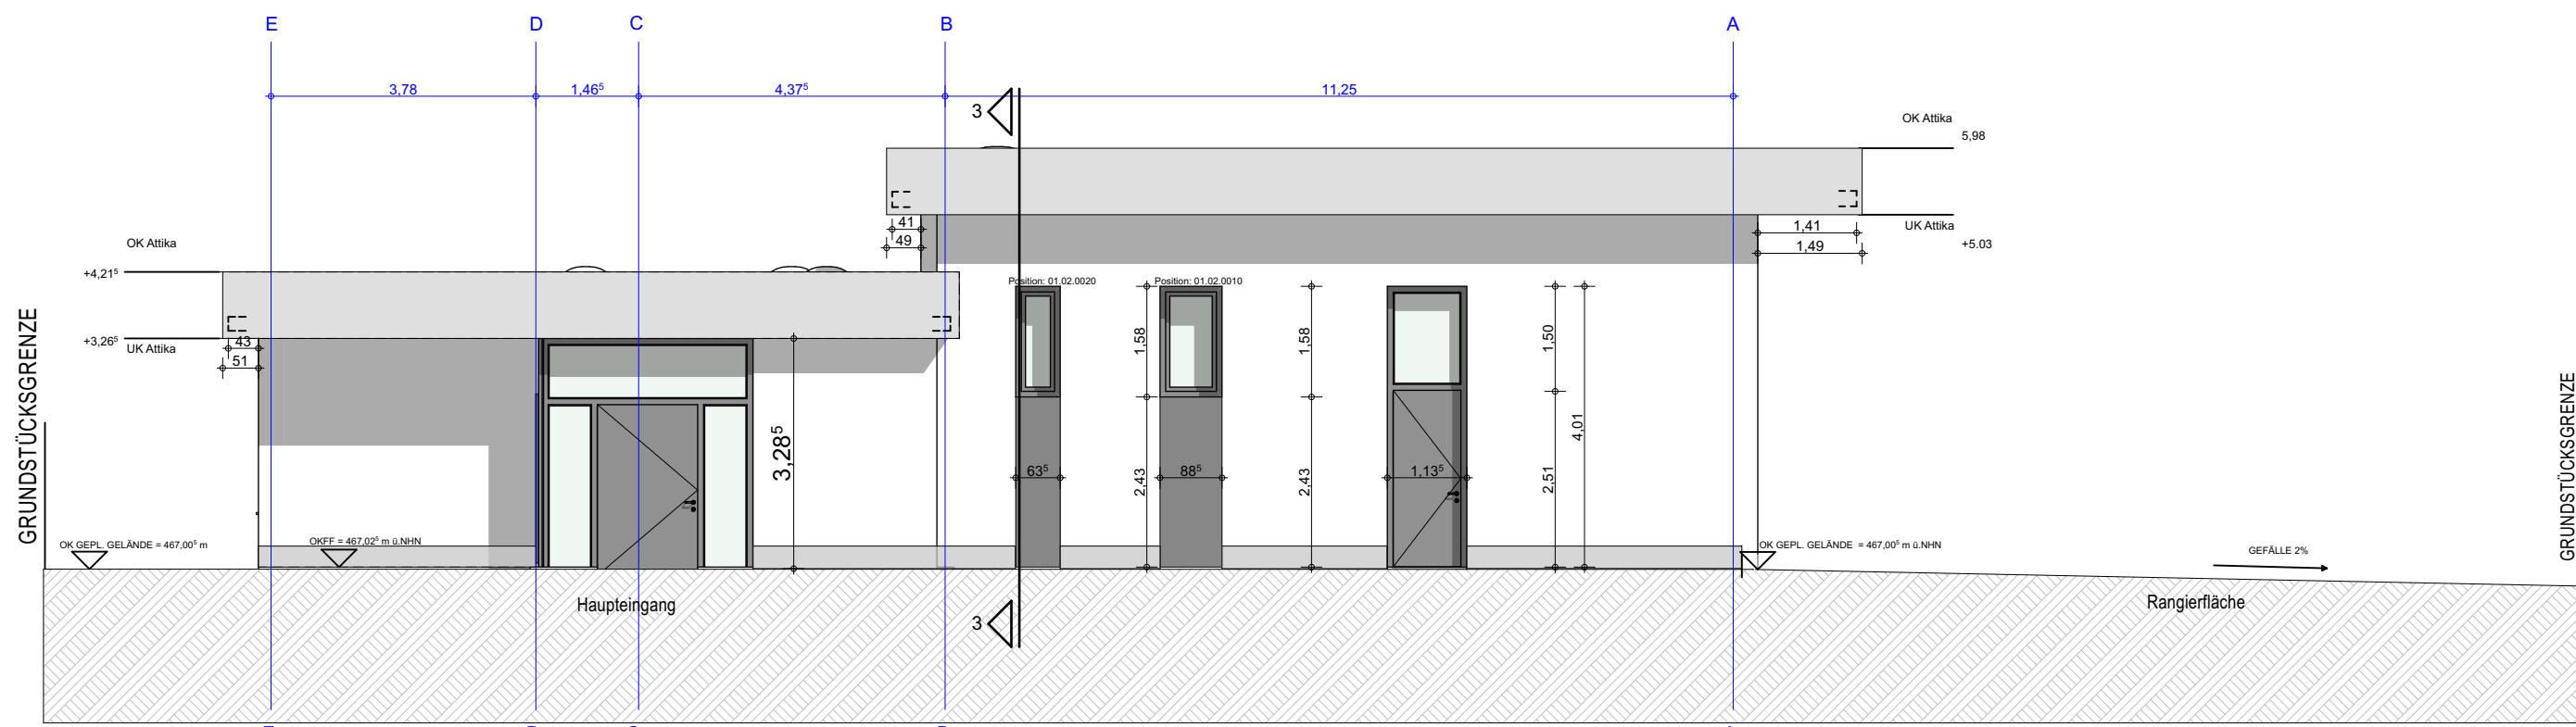 E D C B A
3,78 1,46⁵ 4,37⁵ 11,25
3
OK Attika
5,98
41
49
1,41
1,49
UK Attika
+5.03
OK Attika
+4,21⁵
+3,26⁵
UK Attika
43
51
Position: 01.02.0020
Position: 01.02.0010
1,58
1,58
1,50
4,01
3,28⁵
2,43
2,43
2,51
63⁵
88⁵
1,13⁵
GRUNDSTÜCKSGRENZE
GRUNDSTÜCKSGRENZE
OK GEPL. GELÄNDE = 467,00⁵ m
OKFF = 467,02⁵ m ü.NHN
OK GEPL. GELÄNDE = 467,00⁵ m ü.NHN
GEFÄLLE 2%
Haupteingang
Rangierfläche
3